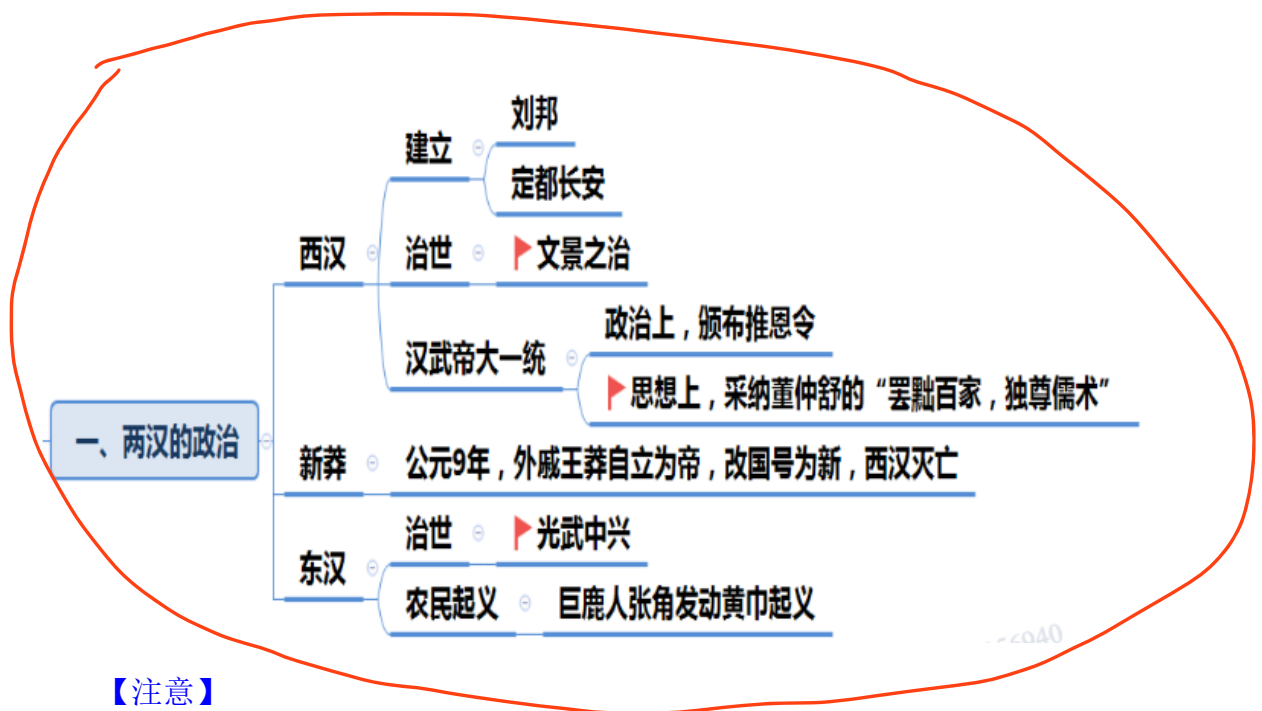 刘邦
建立
定都长安
西汉
治世
文景之治
政治上，颁布推恩令
汉武帝大一统
思想上，采纳董仲舒的“罢黜百家，独尊儒术”
一、两汉的政治
新莽
公元9年，外戚王莽自立为帝，改国号为新，西汉灭亡
治世
光武中兴
东汉
农民起义
巨鹿人张角发动黄巾起义
【注意】